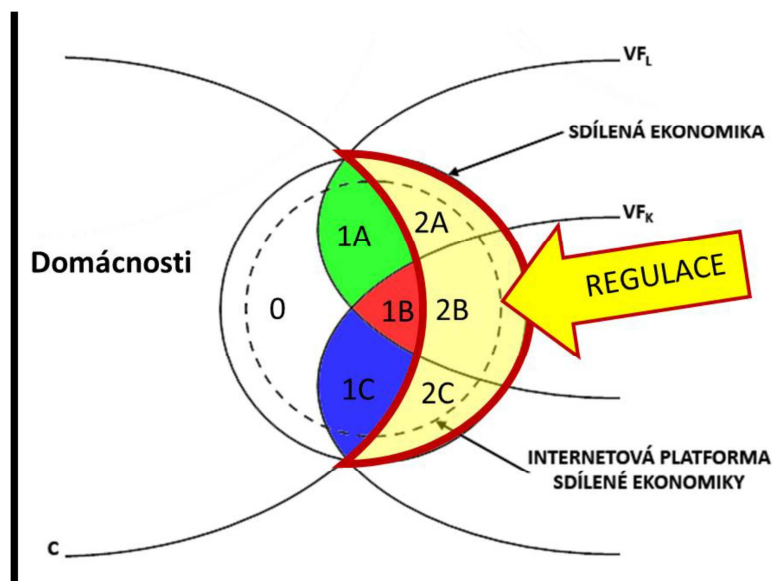 VFL
SDÍLENÁ EKONOMIKA
VFK
1A
2A
Domácnosti
REGULACE
0
1B
2B
1C
2C
INTERNETOVÁ PLATFORMA
SDÍLENÉ EKONOMIKY
C